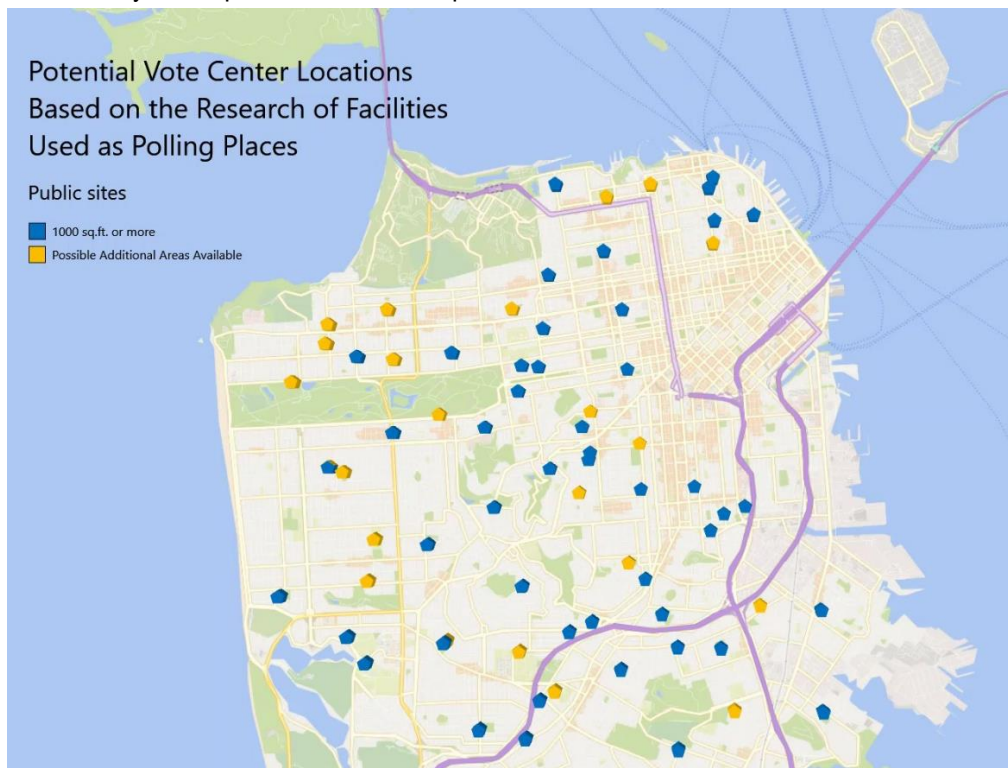 Potential Vote Center Locations
Based on the Research of Facilities
Used as Polling Places
Public sites
1000 sq.ft. or more
Possible Additional Areas Available